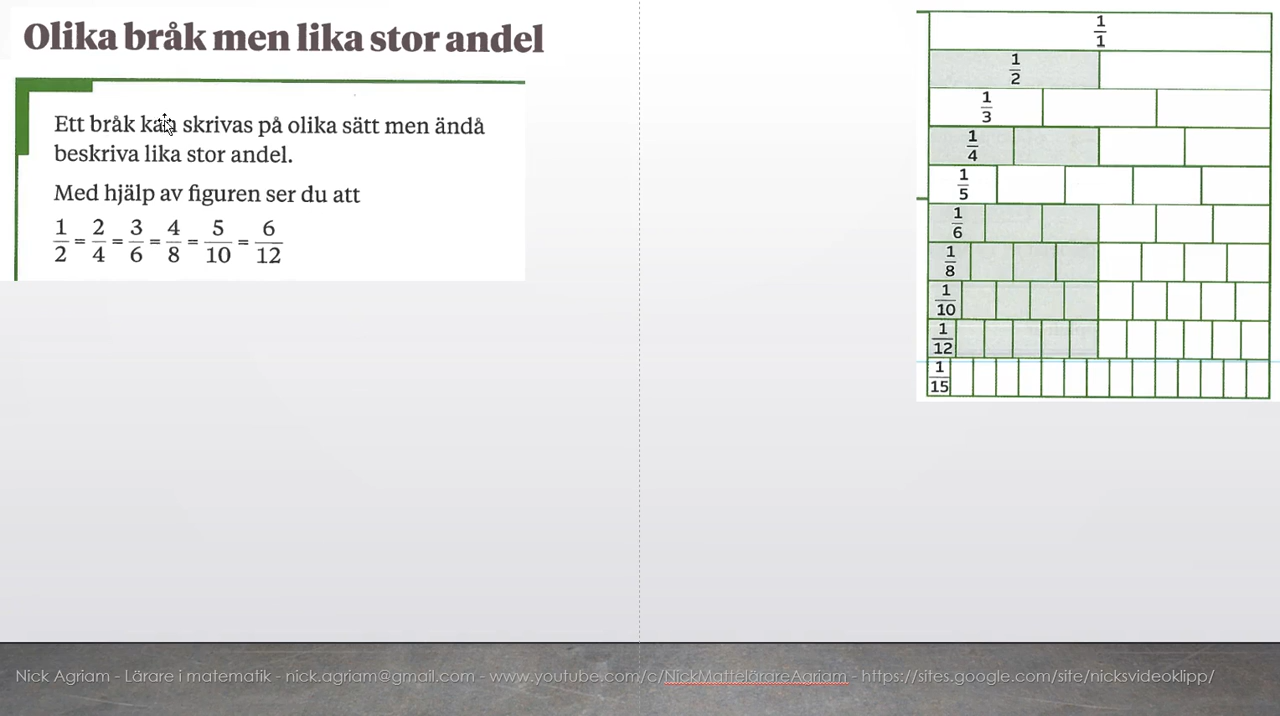 Olika bråk men lika stor andel
Ett bråk kan skrivas på olika sätt men ändå
beskriva lika stor andel.
Med hjälp av figuren ser du att
1/2 = 2/4 = 3/6 = 4/8 = 5/10 = 6/12
1/1
1/2
1/3
1/4
1/5
1/6
1/8
1/10
1/12
1/15
Nick Agriam - Lärare i matematik - nick.agriam@gmail.com - www.youtube.com/c/NickMattelärareAgriam - https://sites.google.com/site/nicksvideoklipp/